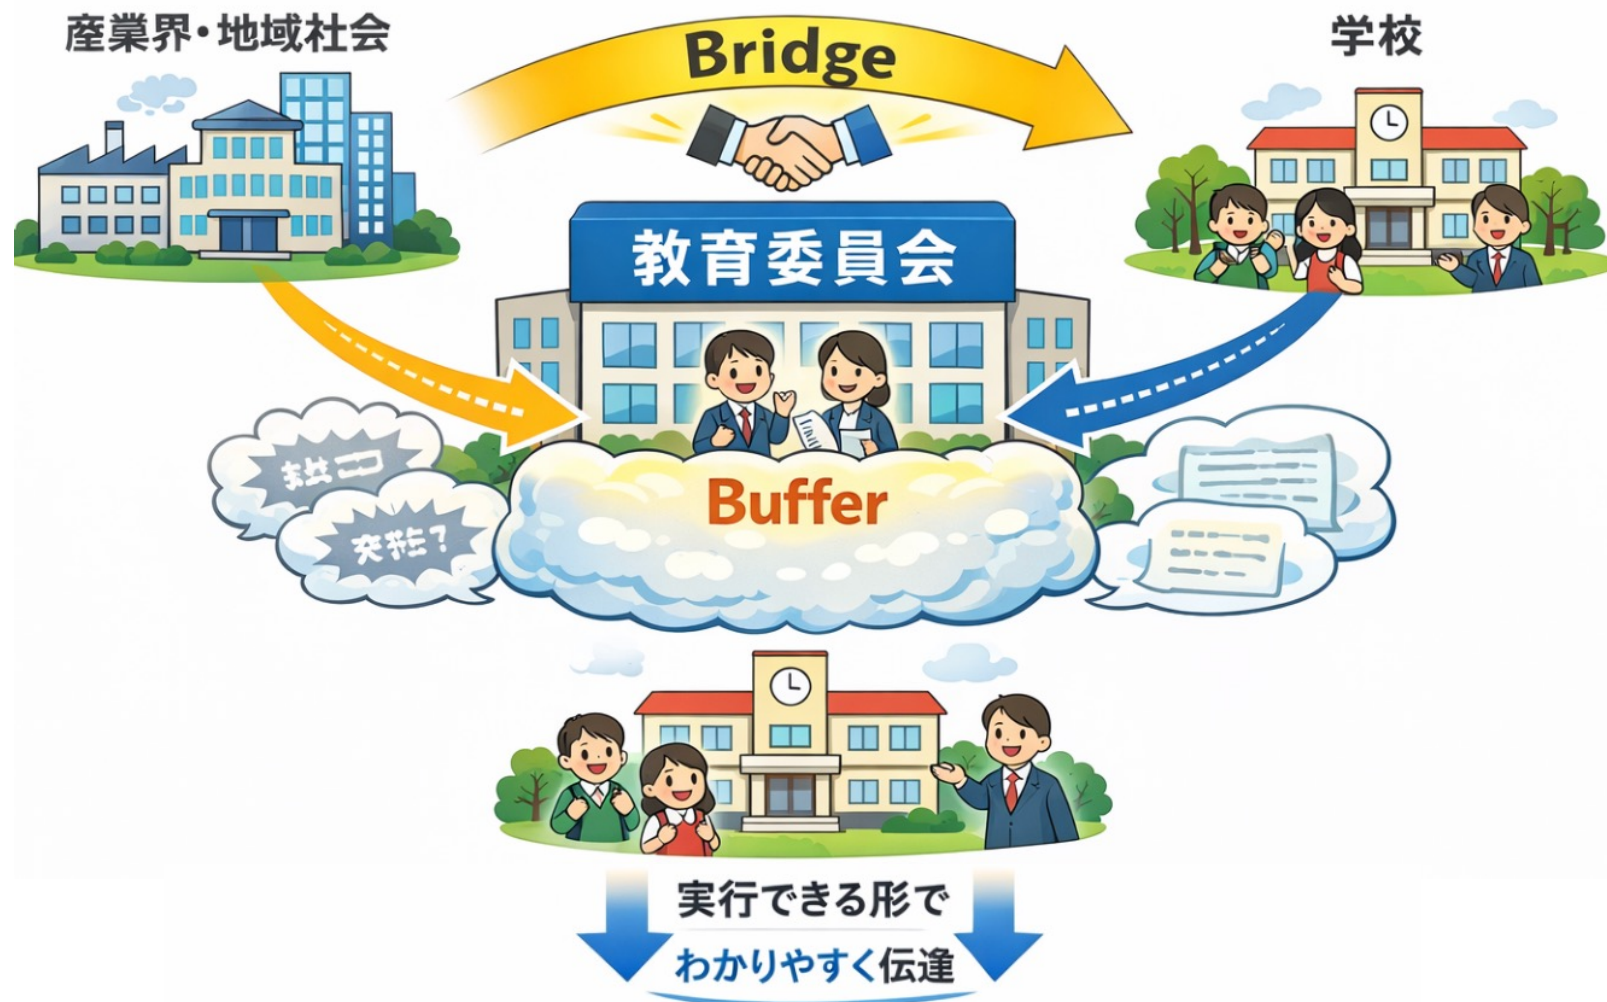 産業界・地域社会
Bridge
学校
教育委員会
Buffer
実行できる形で
わかりやすく伝達